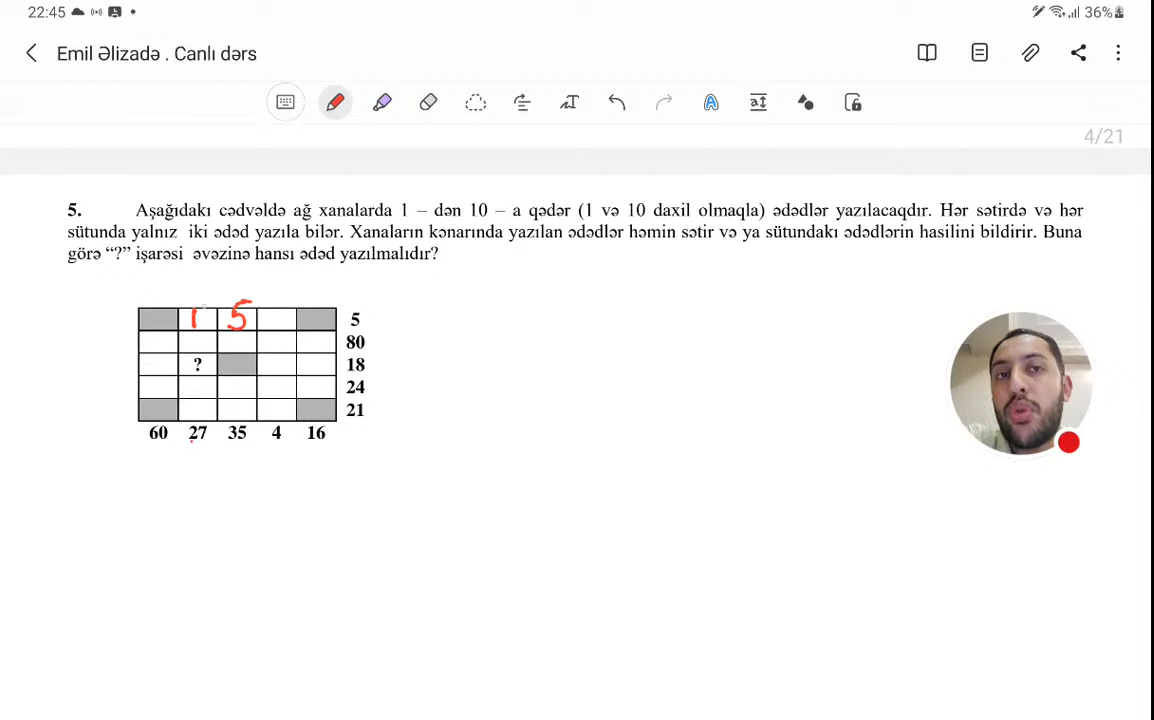 22:45
36%
Emil Əlizadə . Canlı dərs
4/21
5. Aşağıdakı cədvəldə ağ xanalarda 1 – dən 10 – a qədər (1 və 10 daxil olmaqla) ədədlər yazılacaqdır. Hər sətirdə və hər
sütunda yalnız iki ədəd yazıla bilər. Xanaların kənarında yazılan ədədlər həmin sətir və ya sütundakı ədədlərin hasilini bildirir. Buna
görə “?” işarəsi əvəzinə hansı ədəd yazılmalıdır?
1 5 5
80
? 18
24
21
60 27 35 4 16